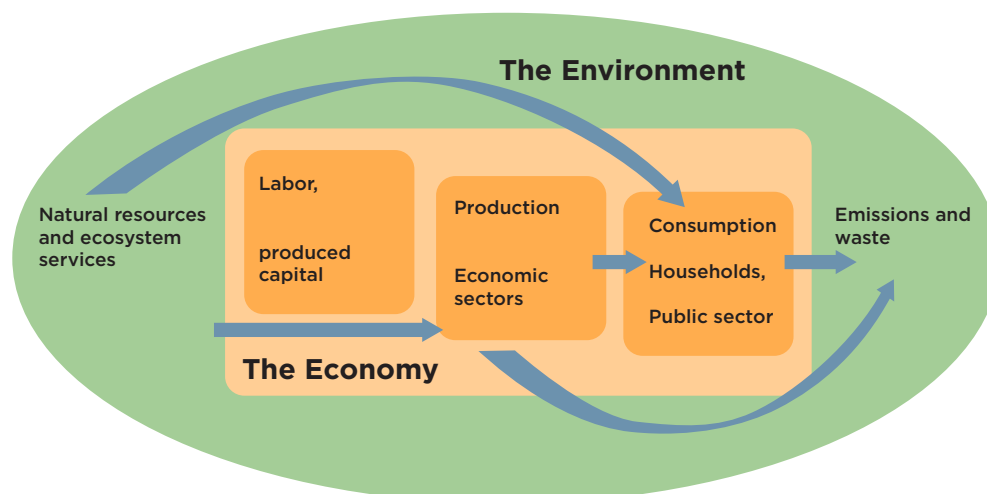 The Environment
Natural resources
and ecosystem
services
Labor,
produced
capital
Production
Economic
sectors
Consumption
Households,
Public sector
Emissions and
waste
The Economy